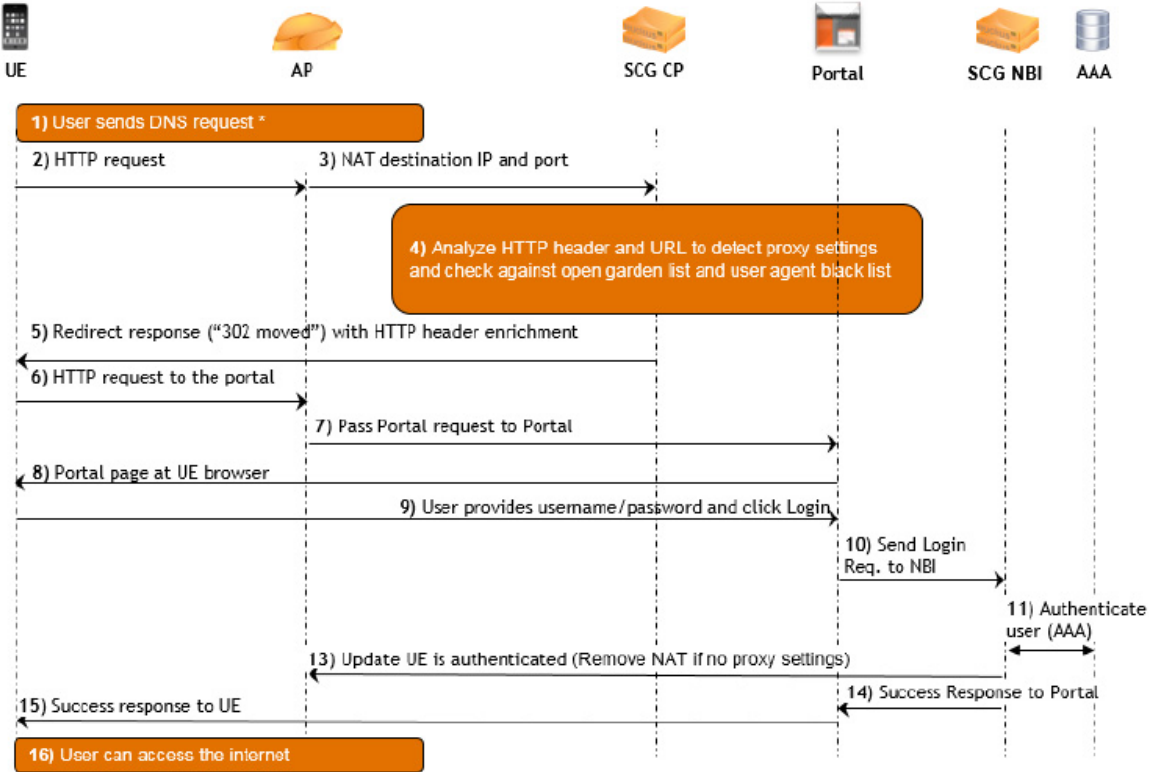 UE
AP
SCG CP
Portal
SCG NBI
AAA
1) User sends DNS request *
2) HTTP request
3) NAT destination IP and port
4) Analyze HTTP header and URL to detect proxy settings
and check against open garden list and user agent black list
5) Redirect response (“302 moved”) with HTTP header enrichment
6) HTTP request to the portal
7) Pass Portal request to Portal
8) Portal page at UE browser
9) User provides username/password and click Login
10) Send Login
Req. to NBI
11) Authenticate
user (AAA)
13) Update UE is authenticated (Remove NAT if no proxy settings)
14) Success Response to Portal
15) Success response to UE
16) User can access the internet